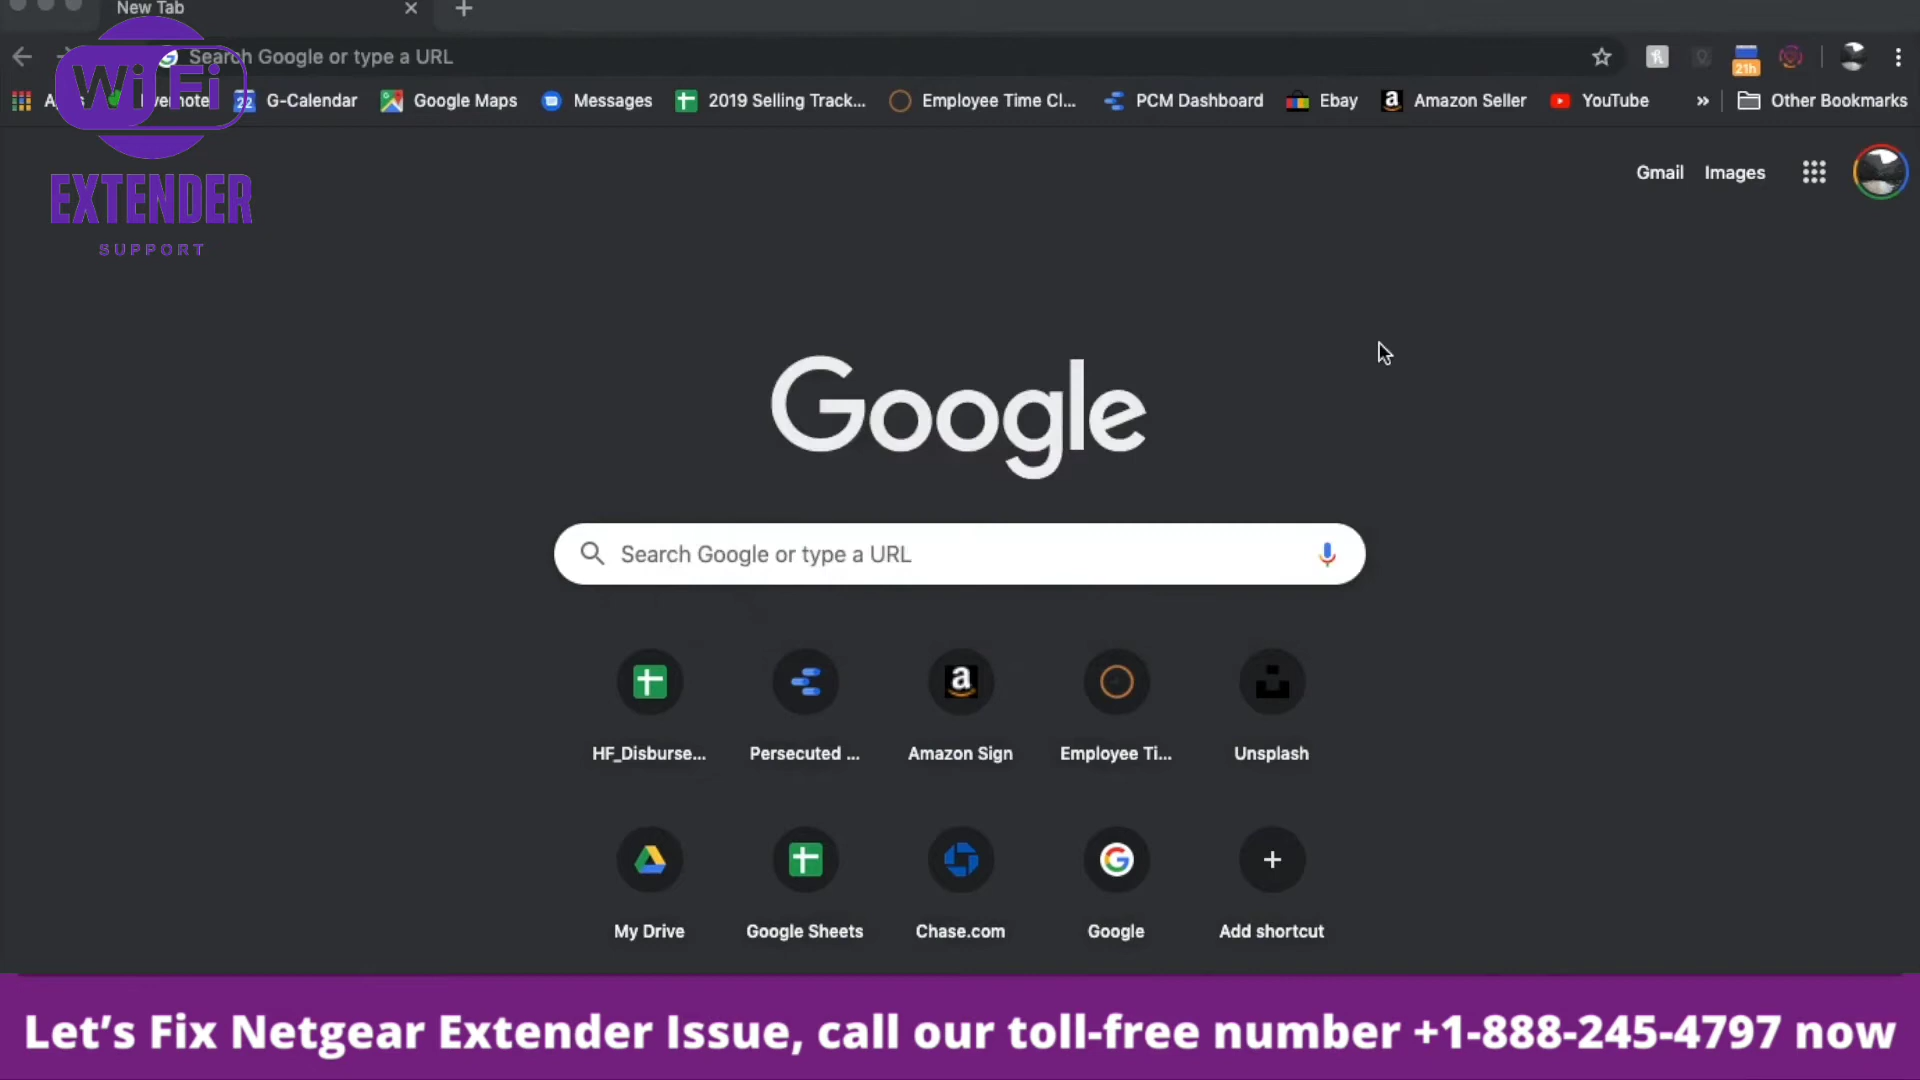 New Tab
Search Google or type a URL
WiFi
EXTENDER
SUPPORT
22 G-Calendar
Google Maps
Messages
2019 Selling Track...
Employee Time Cl...
PCM Dashboard
Ebay
Amazon Seller
YouTube
»
Other Bookmarks
21h
Gmail
Images
Google
Search Google or type a URL
HF_Disburse...
Persecuted ...
Amazon Sign
Employee Ti...
Unsplash
My Drive
Google Sheets
Chase.com
Google
Add shortcut
Let's Fix Netgear Extender Issue, call our toll-free number +1-888-245-4797 now